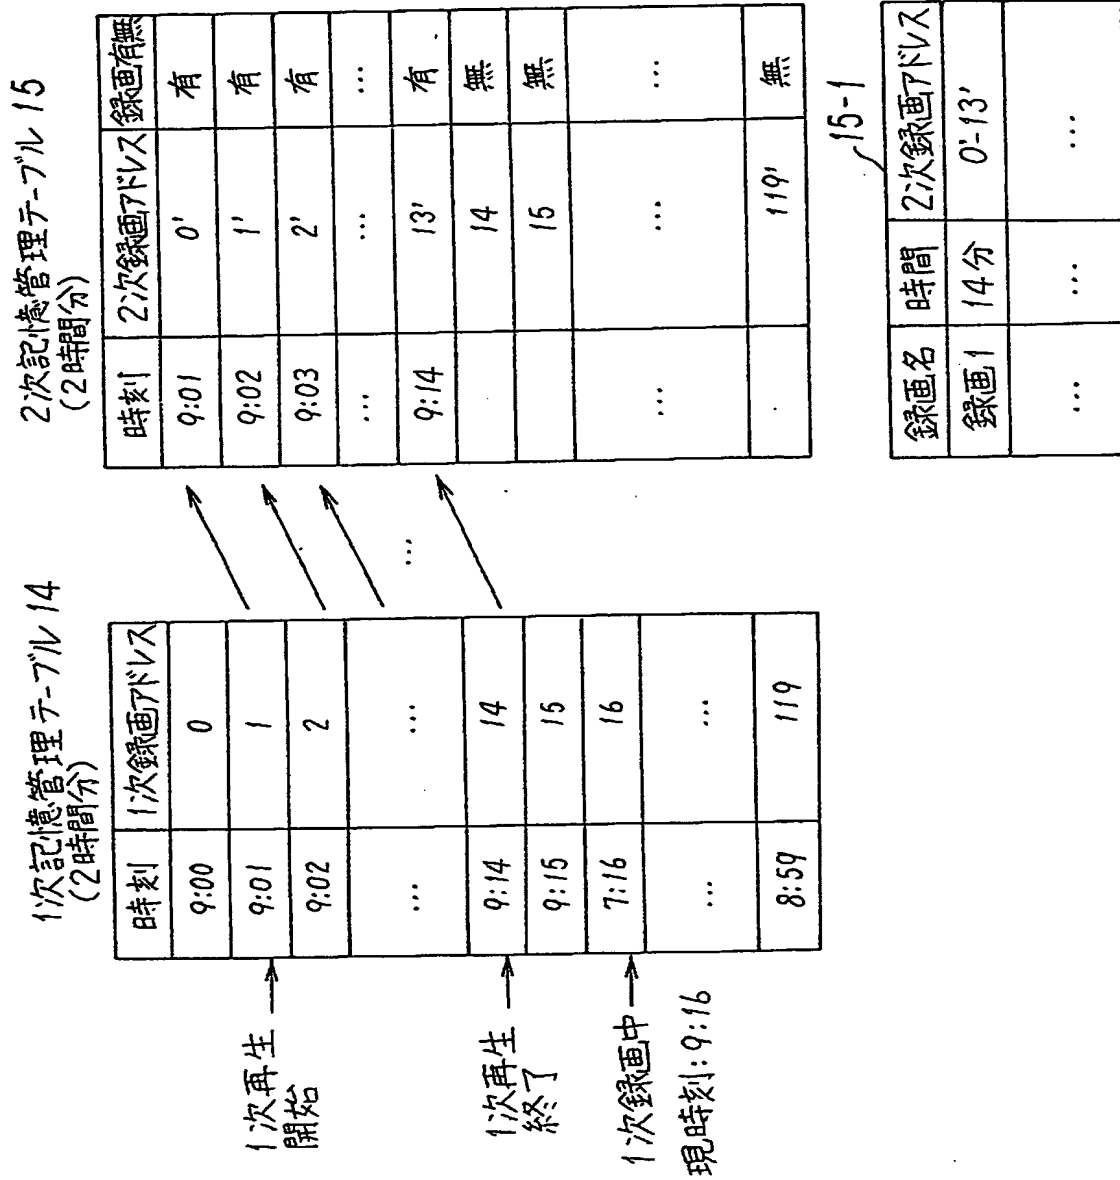 1次記憶管理テーブル 14
(2時間分)
時刻 1次録画アドレス
9:00 0
9:01 1
9:02 2
… …
9:14 14
9:15 15
7:16 16
… …
8:59 119
1次再生
開始
1次再生
終了
1次録画中
現時刻:9:16
…
2次記憶管理テーブル 15
(2時間分)
時刻 2次録画アドレス 録画有無
9:01 0' 有
9:02 1' 有
9:03 2' 有
… … …
9:14 13' 有
14 無
15 無
… … …
119' 無
15-1
録画名 時間 2次録画アドレス
録画1 14分 0'-13'
… … …